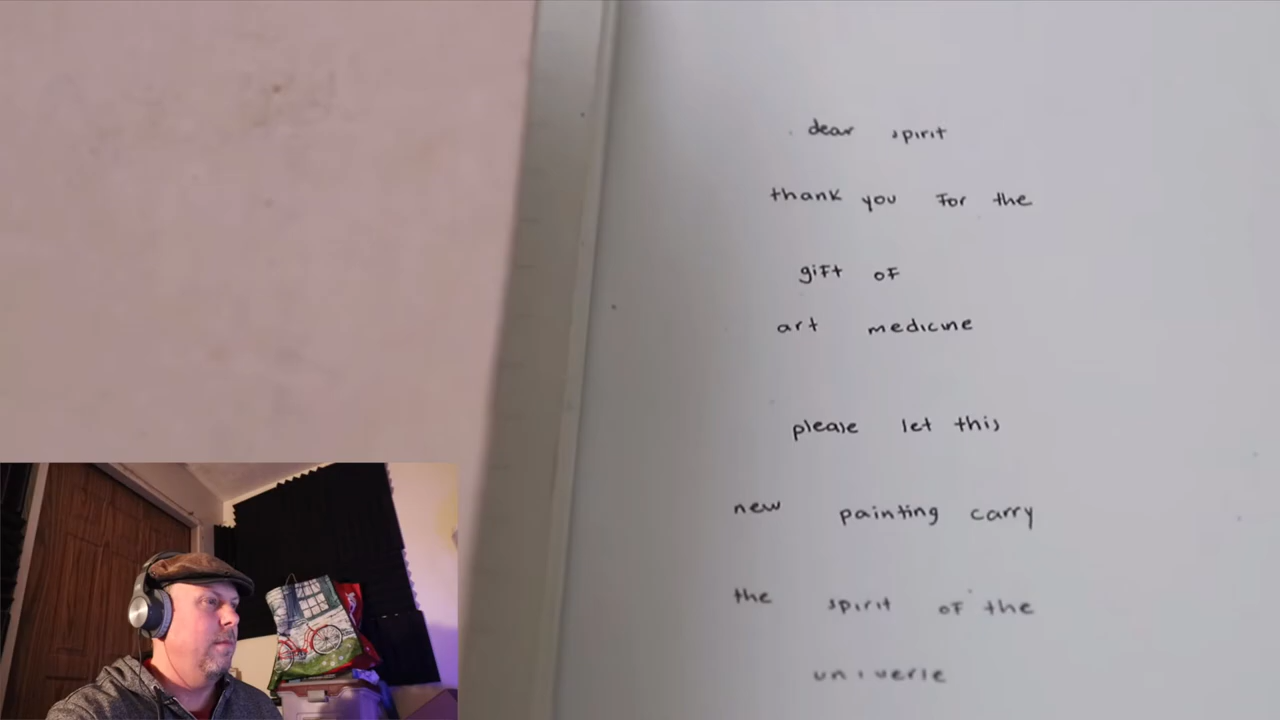 dear spirit
thank you for the
gift of
art medicine
please let this
new painting carry
the spirit of the
universe